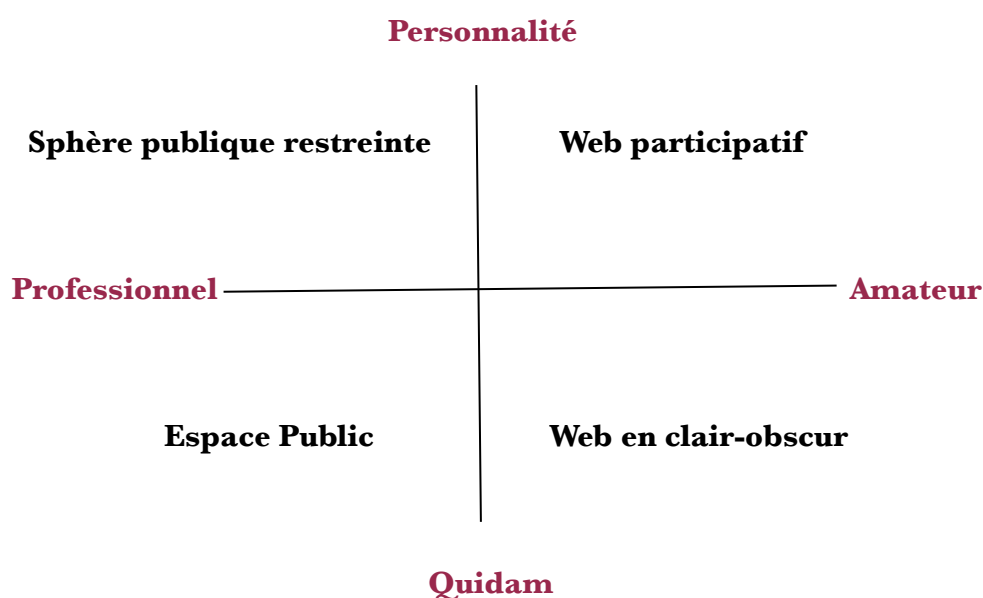 Personnalité
Sphère publique restreinte
Web participatif
Professionnel
Amateur
Espace Public
Web en clair-obscur
Quidam